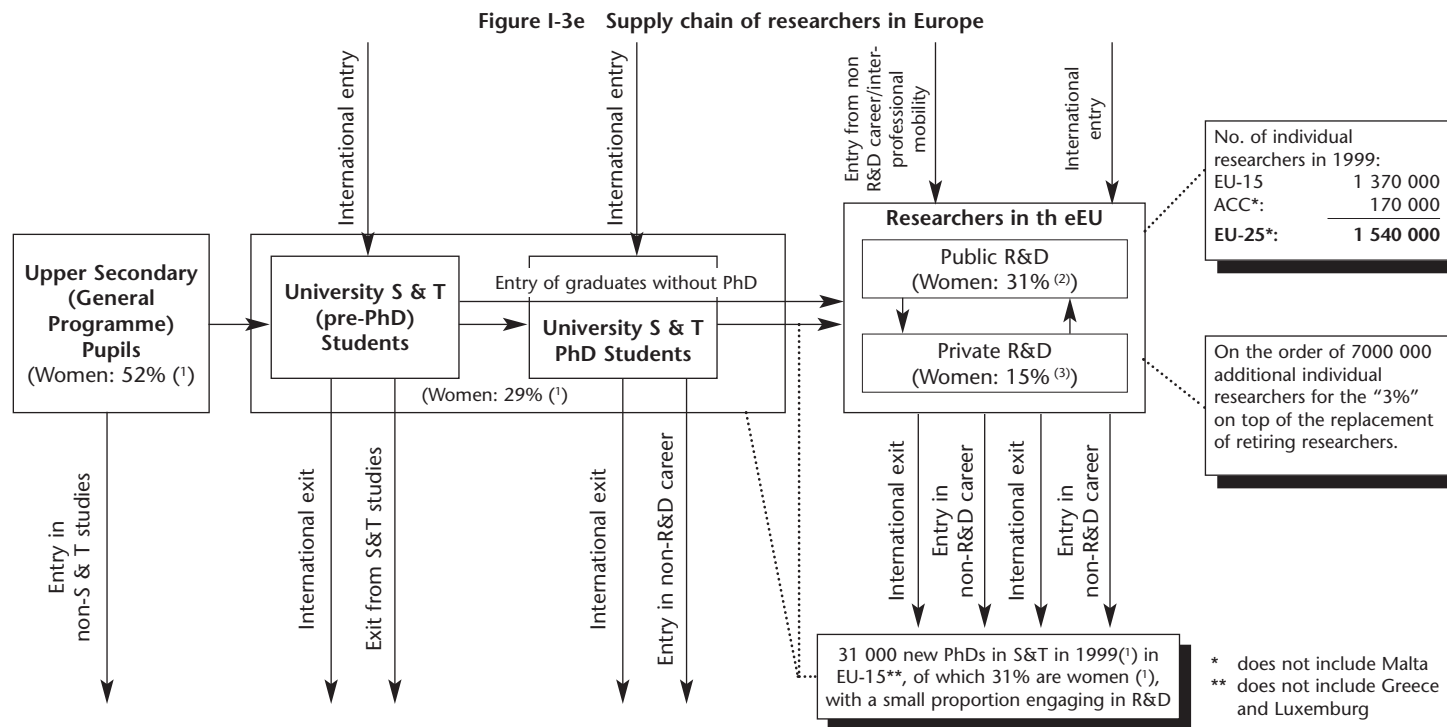 Figure I-3e Supply chain of researchers in Europe
International entry
International entry
Entry from non
R&D career/inter-
professional
mobility
International
entry
No. of individual
researchers in 1999:
EU-15 1 370 000
ACC*: 170 000
EU-25*: 1 540 000
Upper Secondary
(General
Programme)
Pupils
(Women: 52% (1)
University S & T
(pre-PhD)
Students
Entry of graduates without PhD
University S & T
PhD Students
(Women: 29% (1)
Researchers in th eEU
Public R&D
(Women: 31% (2)
Private R&D
(Women: 15% (3)
On the order of 7000 000
additional individual
researchers for the “3%”
on top of the replacement
of retiring researchers.
Entry in
non-S & T studies
International exit
Exit from S&T studies
International exit
Entry in non-R&D career
International exit
Entry in
non-R&D career
International exit
Entry in
non-R&D career
31 000 new PhDs in S&T in 1999(1) in
EU-15**, of which 31% are women (1),
with a small proportion engaging in R&D
* does not include Malta
** does not include Greece
and Luxemburg